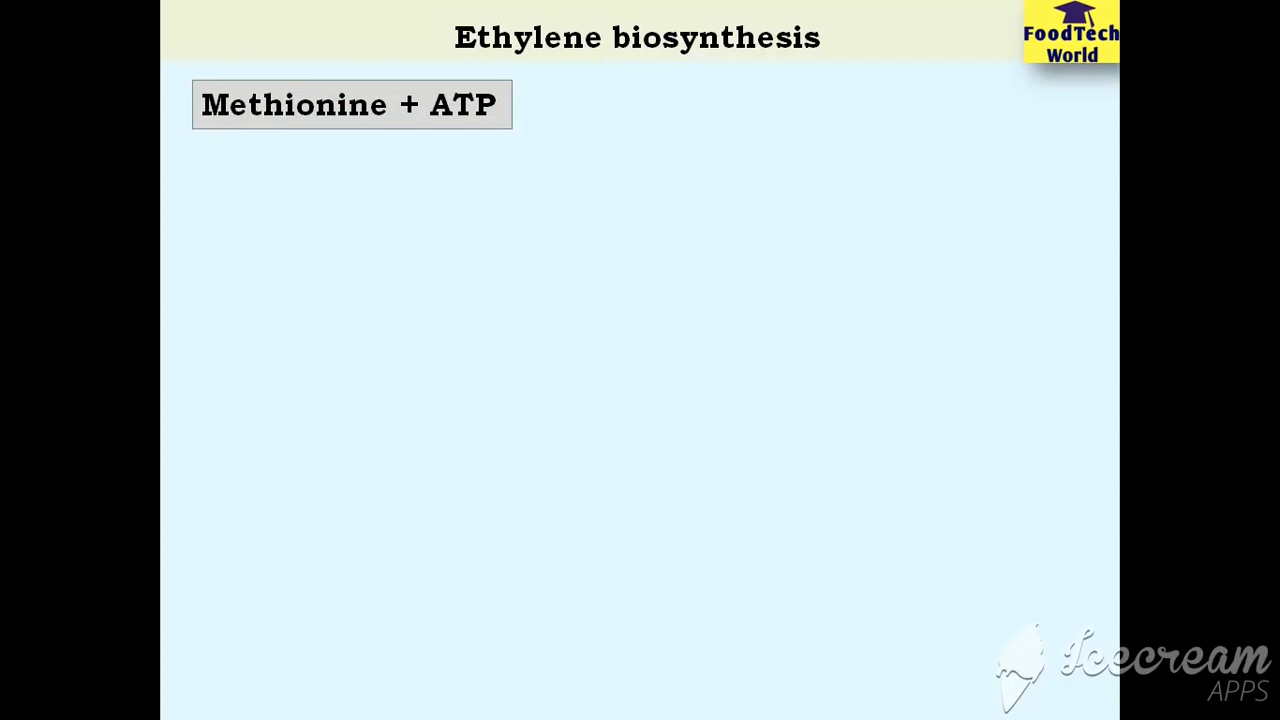 Ethylene biosynthesis
FoodTech
World
Methionine + ATP
Icecream
APPS